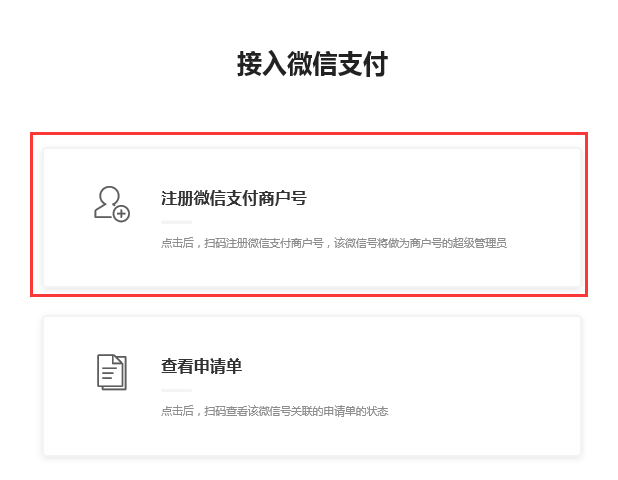 接入微信支付
注册微信支付商户号
点击后，扫码注册微信支付商户号，该微信号将做为商户号的超级管理员
查看申请单
点击后，扫码查看该微信号关联的申请单的状态